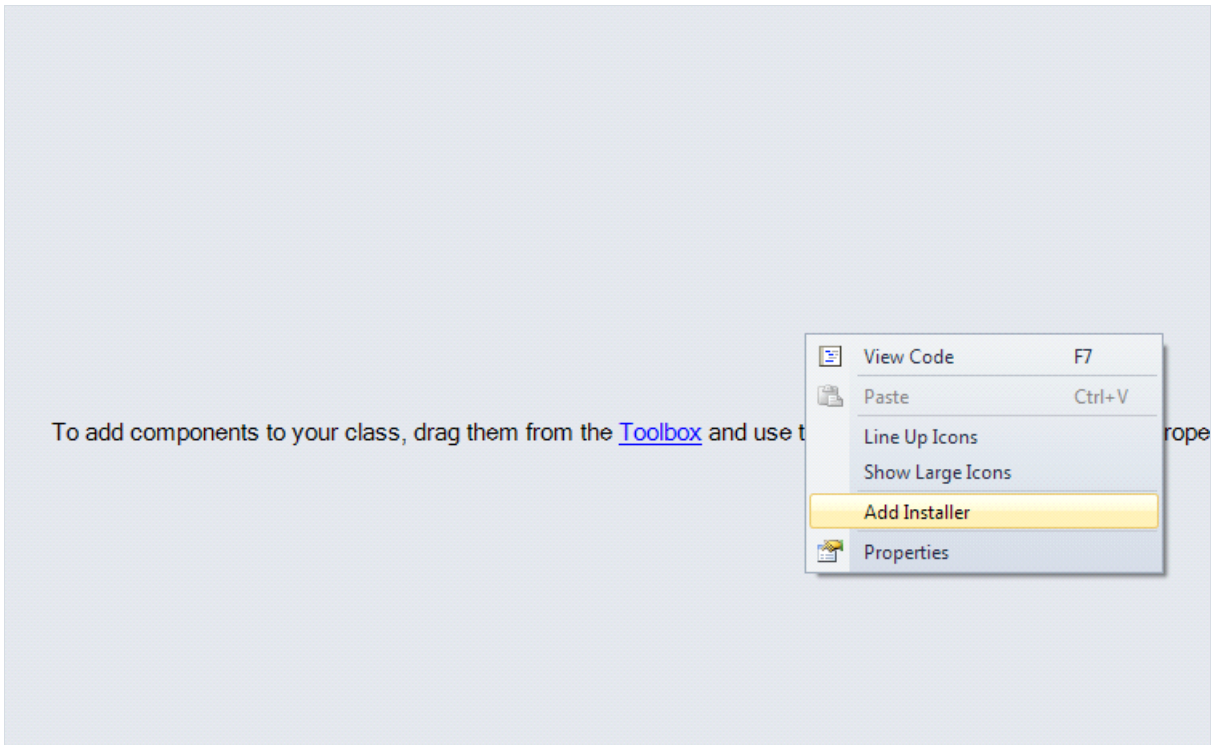 View Code F7
Paste Ctrl+V
To add components to your class, drag them from the Toolbox and use
Line Up Icons
Show Large Icons
Add Installer
Properties